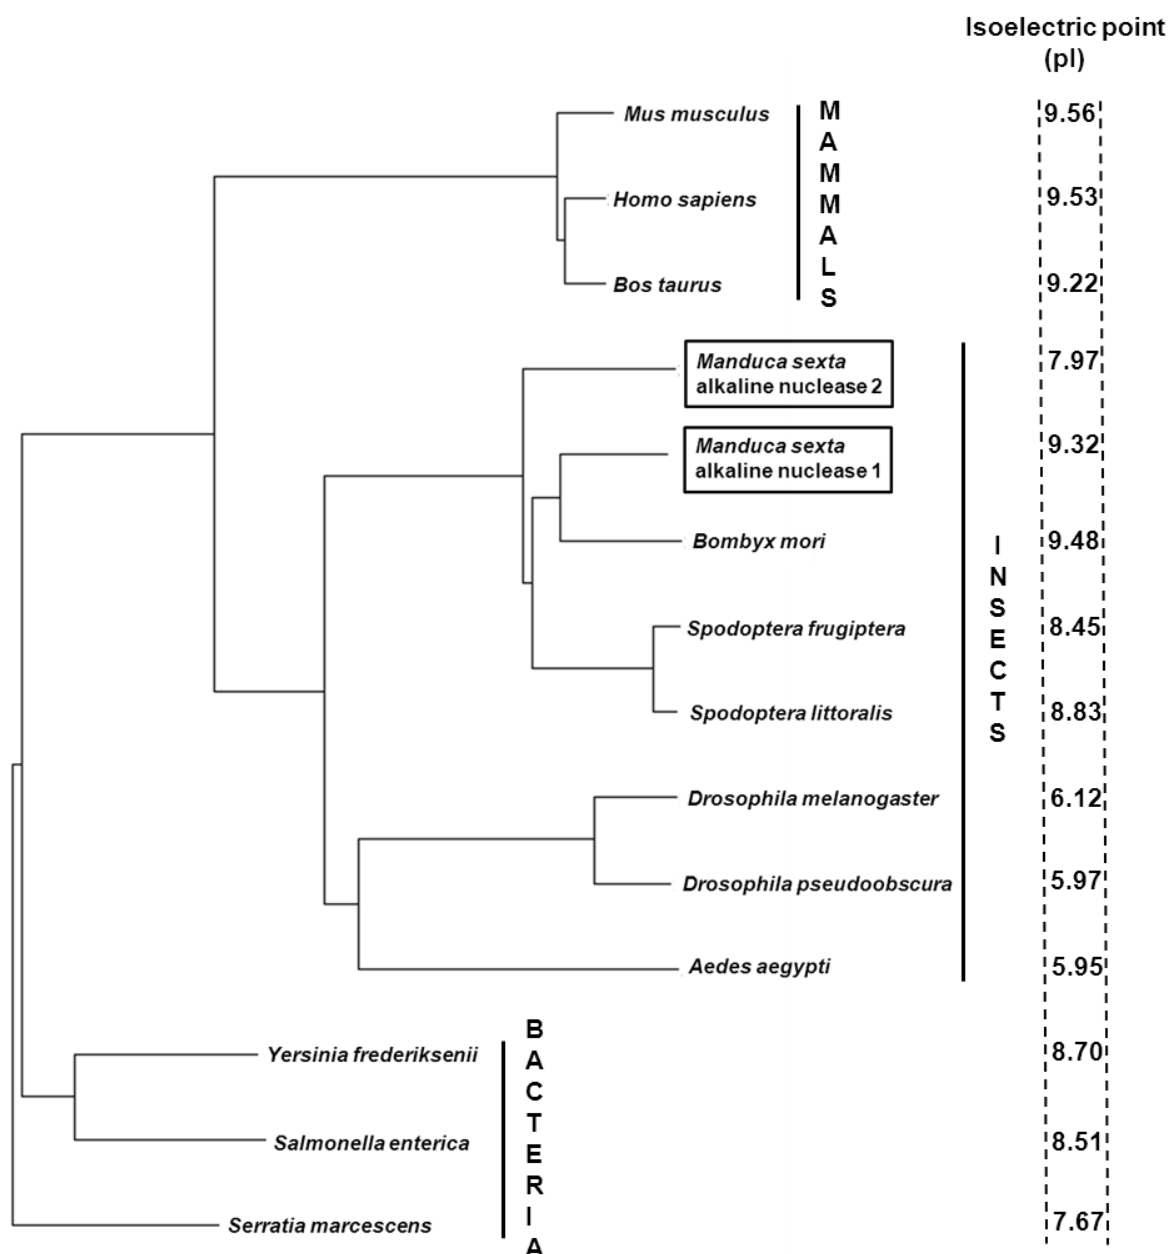 Isoelectric point
(pI)
Mus musculus
9.56
Homo sapiens
9.53
Bos taurus
9.22
M
A
M
M
A
L
S
Manduca sexta
alkaline nuclease 2
7.97
Manduca sexta
alkaline nuclease 1
9.32
Bombyx mori
9.48
Spodoptera frugiptera
8.45
Spodoptera littoralis
8.83
Drosophila melanogaster
6.12
Drosophila pseudoobscura
5.97
Aedes aegypti
5.95
I
N
S
E
C
T
S
Yersinia frederiksenii
8.70
Salmonella enterica
8.51
Serratia marcescens
7.67
B
A
C
T
E
R
I
A